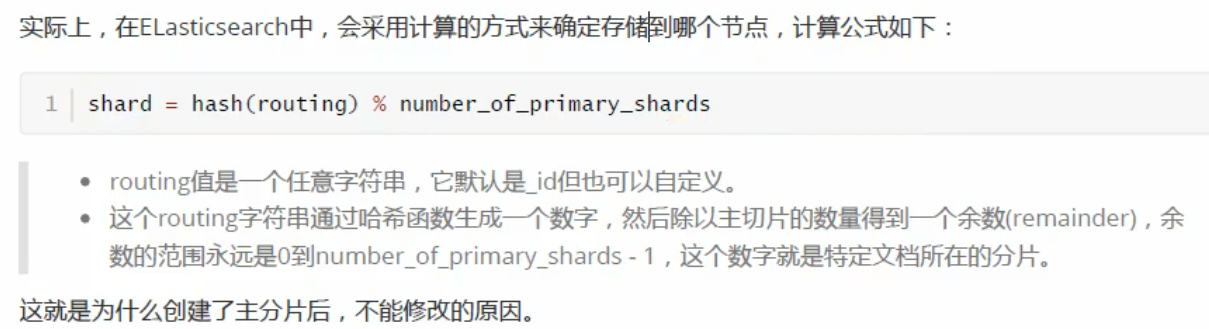 实际上，在ELasticsearch中，会采用计算的方式来确定存储到哪个节点，计算公式如下：
1 shard = hash(routing) % number_of_primary_shards
• routing值是一个任意字符串，它默认是_id但也可以自定义。
• 这个routing字符串通过哈希函数生成一个数字，然后除以主切片的数量得到一个余数(remainder)，余
数的范围永远是0到number_of_primary_shards - 1，这个数字就是特定文档所在的分片。
这就是为什么创建了主分片后，不能修改的原因。